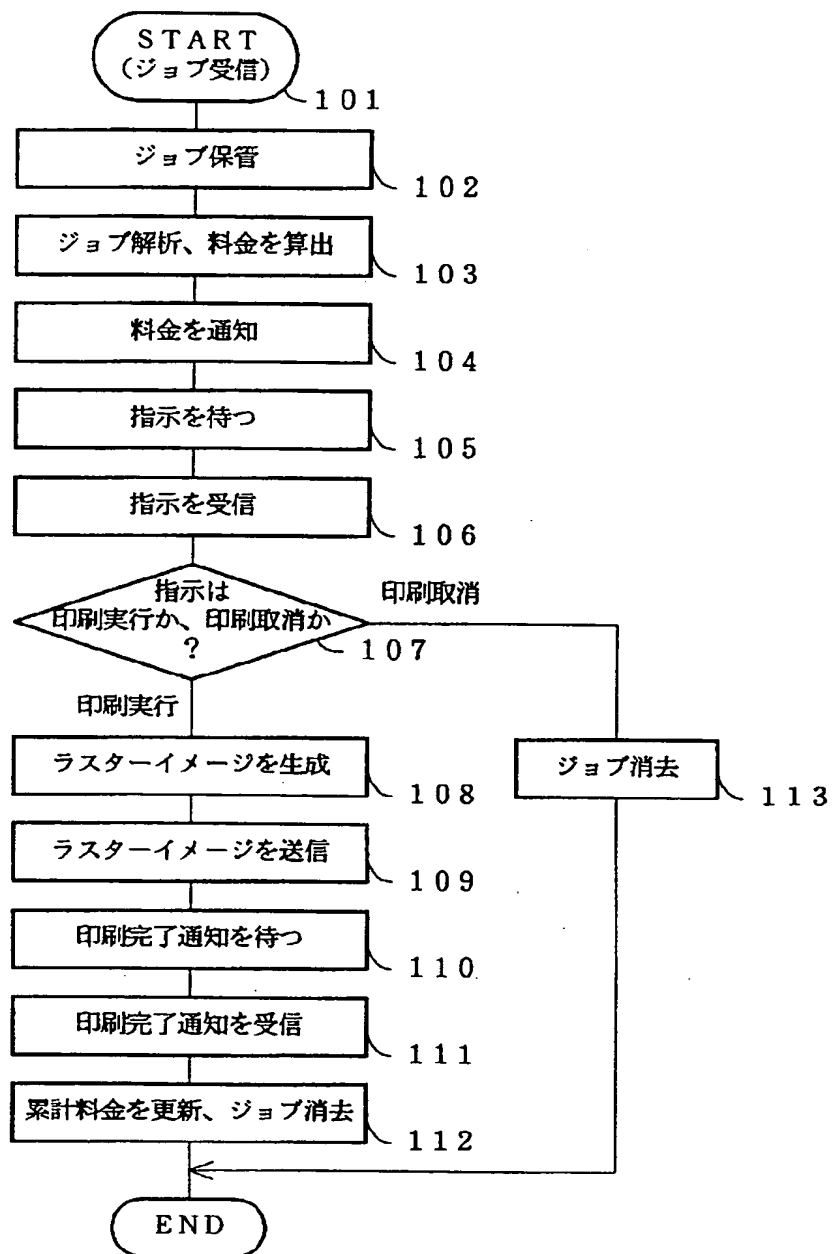 START
(ジョブ受信)
101
ジョブ保管
102
ジョブ解析、料金を算出
103
料金を通知
104
指示を待つ
105
指示を受信
106
指示は
印刷実行か、印刷取消か
?
107
印刷取消
印刷実行
ラスターイメージを生成
108
ジョブ消去
113
ラスターイメージを送信
109
印刷完了通知を待つ
110
印刷完了通知を受信
111
累計料金を更新、ジョブ消去
112
END